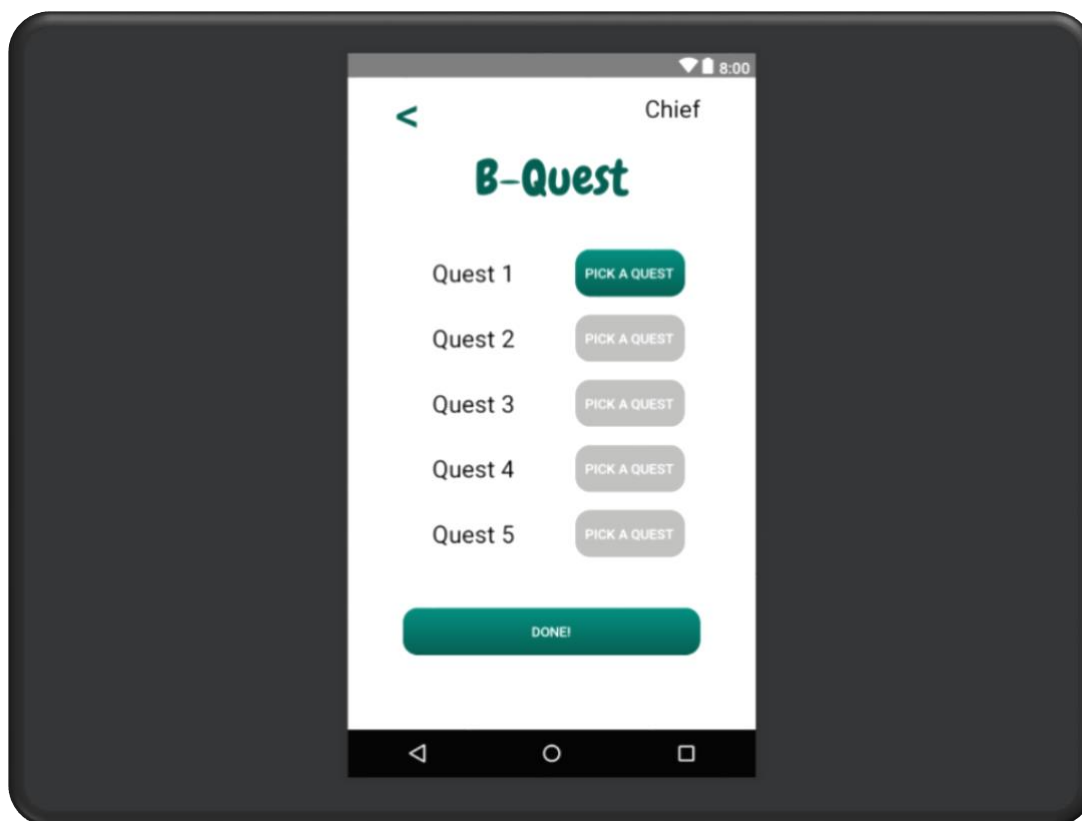 8:00
< Chief
B-Quest
Quest 1 PICK A QUEST
Quest 2 PICK A QUEST
Quest 3 PICK A QUEST
Quest 4 PICK A QUEST
Quest 5 PICK A QUEST
DONE!